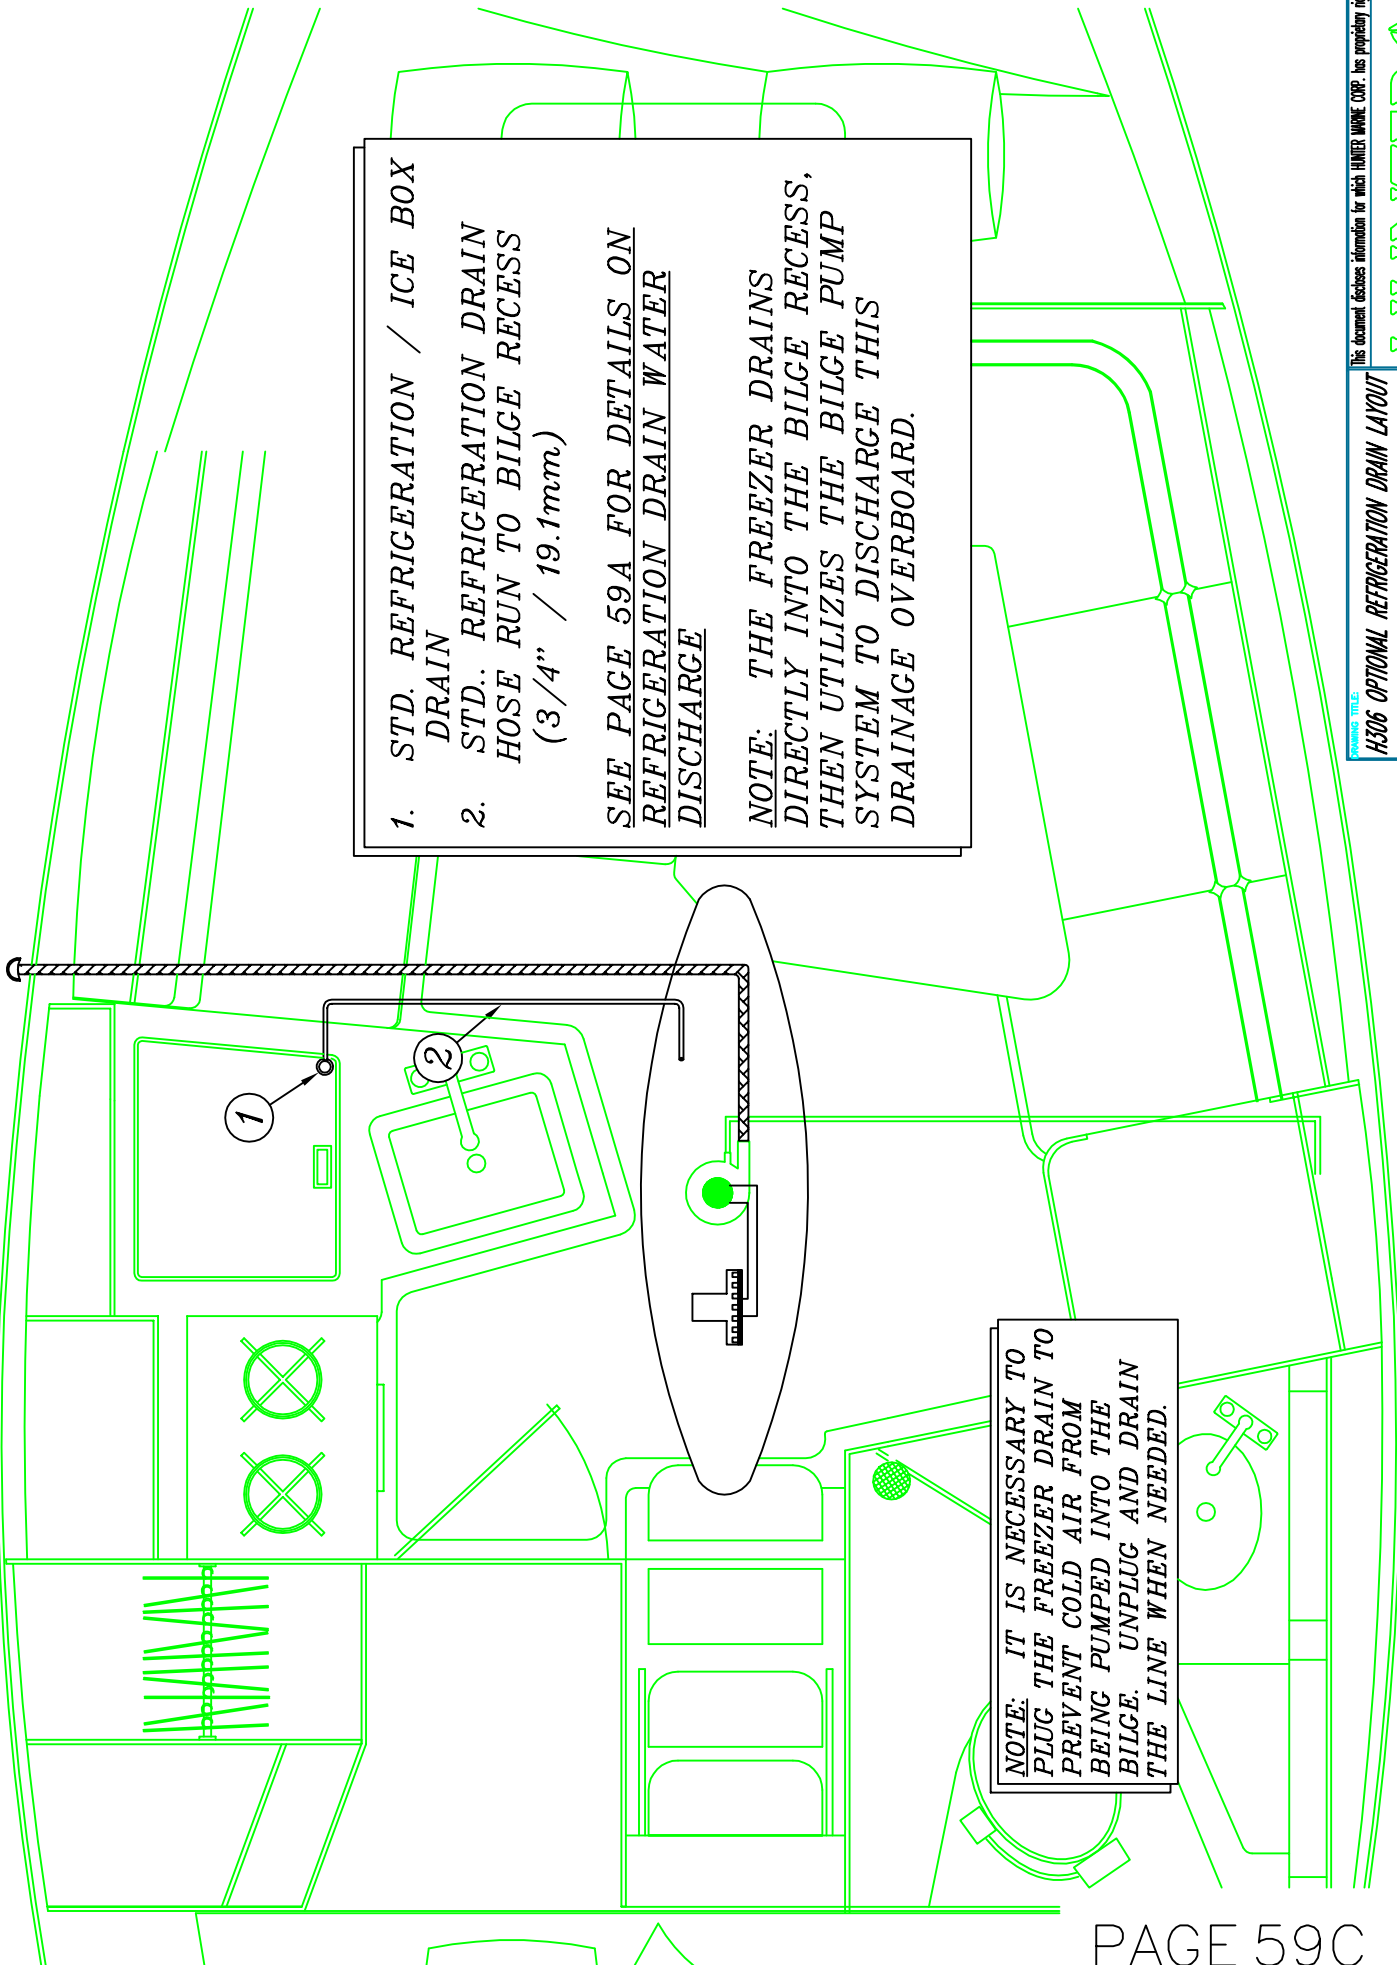 1. STD. REFRIGERATION / ICE BOX
DRAIN
2. STD.. REFRIGERATION DRAIN
HOSE RUN TO BILGE RECESS
(3/4" / 19.1mm)
SEE PAGE 59A FOR DETAILS ON
REFRIGERATION DRAIN WATER
DISCHARGE
NOTE: THE FREEZER DRAINS
DIRECTLY INTO THE BILGE RECESS,
THEN UTILIZES THE BILGE PUMP
SYSTEM TO DISCHARGE THIS
DRAINAGE OVERBOARD.
1
2
NOTE: IT IS NECESSARY TO
PLUG THE FREEZER DRAIN TO
PREVENT COLD AIR FROM
BEING PUMPED INTO THE
BILGE. UNPLUG AND DRAIN
THE LINE WHEN NEEDED.
DRAWING TITLE:
H306 OPTIONAL REFRIGERATION DRAIN LAYOUT
This document discloses information for which HUNTER MARINE CORP. has proprietary
PAGE 59C